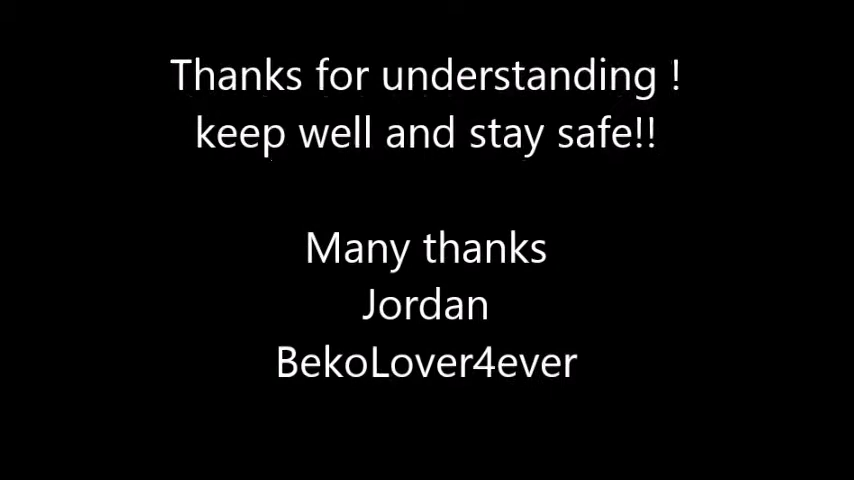 Thanks for understanding !
keep well and stay safe!!
Many thanks
Jordan
BekoLover4ever